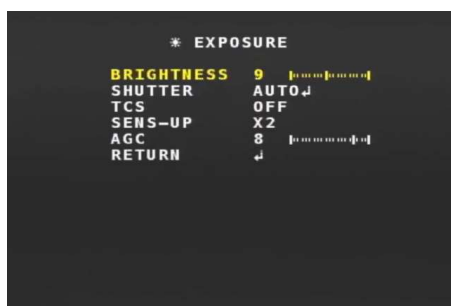 ✳ EXPOSURE
BRIGHTNESS 9
SHUTTER AUTO↲
TCS OFF
SENS–UP X2
AGC 8
RETURN ↲